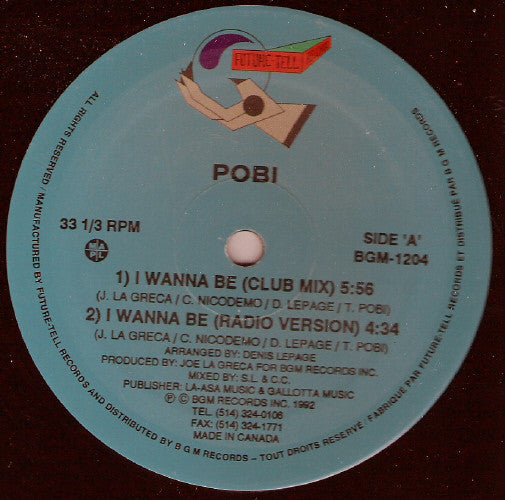 FUTURE-TELL
RECORDS
POBI
33 1/3 RPM
SIDE 'A'
BGM-1204
MAPL
1) I WANNA BE (CLUB MIX) 5:56
(J. LA GRECA / C. NICODEMO / D. LEPAGE / T. POBI)
2) I WANNA BE (RADIO VERSION) 4:34
(J. LA GRECA / C. NICODEMO / D. LEPAGE / T. POBI)
ARRANGED BY: DENIS LEPAGE
PRODUCED BY: JOE LA GRECA FOR BGM RECORDS INC.
MIXED BY: S.L. & C.C.
PUBLISHER: LA-ASA MUSIC & GALLOTTA MUSIC
℗ © BGM RECORDS INC. 1992
TEL. (514) 324-0106
FAX: (514) 324-1771
MADE IN CANADA
ALL RIGHTS RESERVED / MANUFACTURED BY FUTURE-TELL RECORDS AND DISTRIBUTED BY B G M RECORDS – TOUT DROITS RESERVÉ / FABRIQUE PAR FUTURE-TELL RECORDS ET DISTRIBUÉ PAR B G M RECORDS